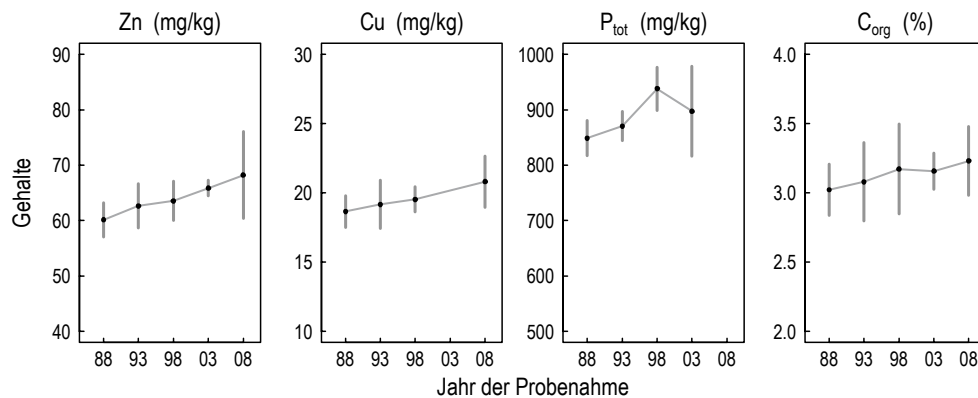 Zn (mg/kg)
90
80
70
60
50
40
88 93 98 03 08
Cu (mg/kg)
30
25
20
15
10
88 93 98 03 08
Ptot (mg/kg)
1000
900
800
700
600
500
88 93 98 03 08
Corg (%)
4.0
3.5
3.0
2.5
2.0
88 93 98 03 08
Gehalte
Jahr der Probenahme